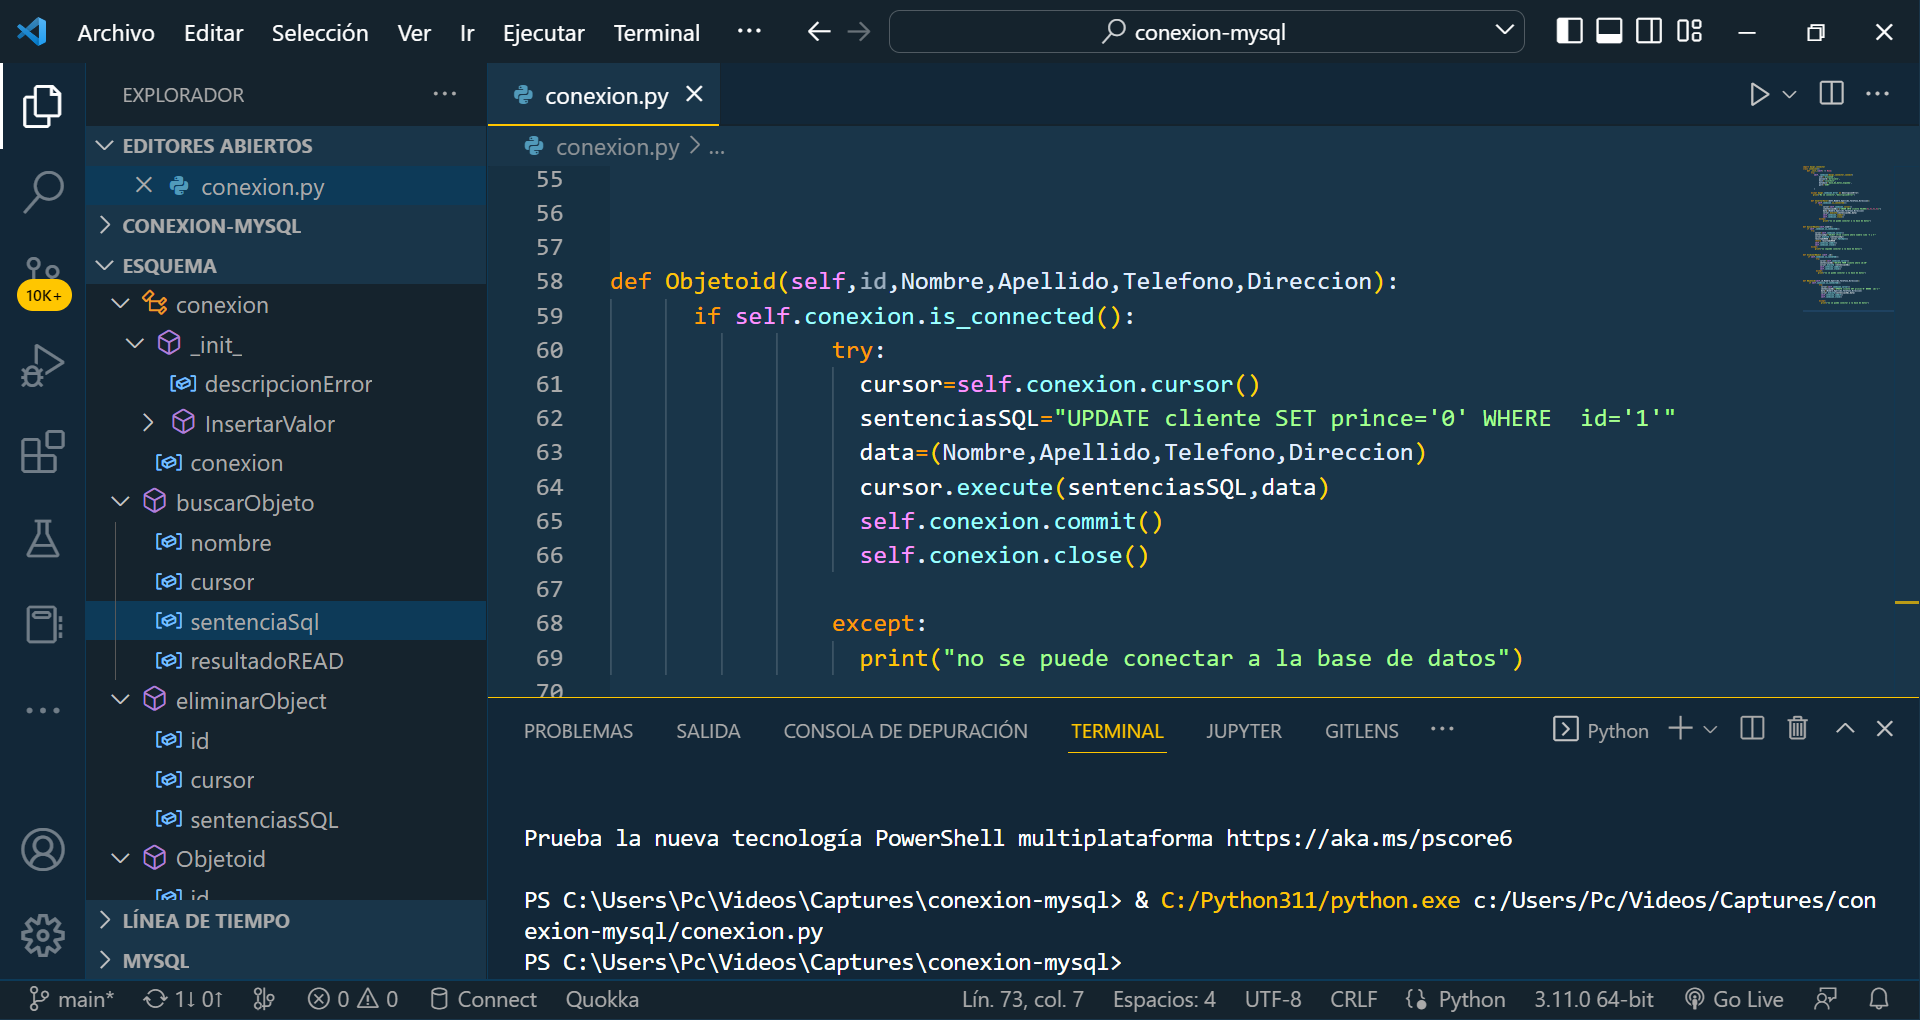 Archivo Editar Selección Ver Ir Ejecutar Terminal ··· conexion-mysql
EXPLORADOR ···
EDITORES ABIERTOS
conexion.py
CONEXION-MYSQL
ESQUEMA
conexion
_init_
descripcionError
InsertarValor
conexion
buscarObjeto
nombre
cursor
sentenciaSql
resultadoREAD
eliminarObject
id
cursor
sentenciasSQL
Objetoid
id
LÍNEA DE TIEMPO
MYSQL
10K+
conexion.py
conexion.py > ...
55
56
57
58 def Objetoid(self,id,Nombre,Apellido,Telefono,Direccion):
59 if self.conexion.is_connected():
60 try:
61 cursor=self.conexion.cursor()
62 sentenciasSQL="UPDATE cliente SET prince='0' WHERE  id='1'"
63 data=(Nombre,Apellido,Telefono,Direccion)
64 cursor.execute(sentenciasSQL,data)
65 self.conexion.commit()
66 self.conexion.close()
67
68 except:
69 print("no se puede conectar a la base de datos")
70
PROBLEMAS SALIDA CONSOLA DE DEPURACIÓN TERMINAL JUPYTER GITLENS ··· Python
Prueba la nueva tecnología PowerShell multiplataforma https://aka.ms/pscore6
PS C:\Users\Pc\Videos\Captures\conexion-mysql> & C:/Python311/python.exe c:/Users/Pc/Videos/Captures/con
exion-mysql/conexion.py
PS C:\Users\Pc\Videos\Captures\conexion-mysql>
main* 1↓ 0↑ 0 0 Connect Quokka Lín. 73, col. 7 Espacios: 4 UTF-8 CRLF Python 3.11.0 64-bit Go Live